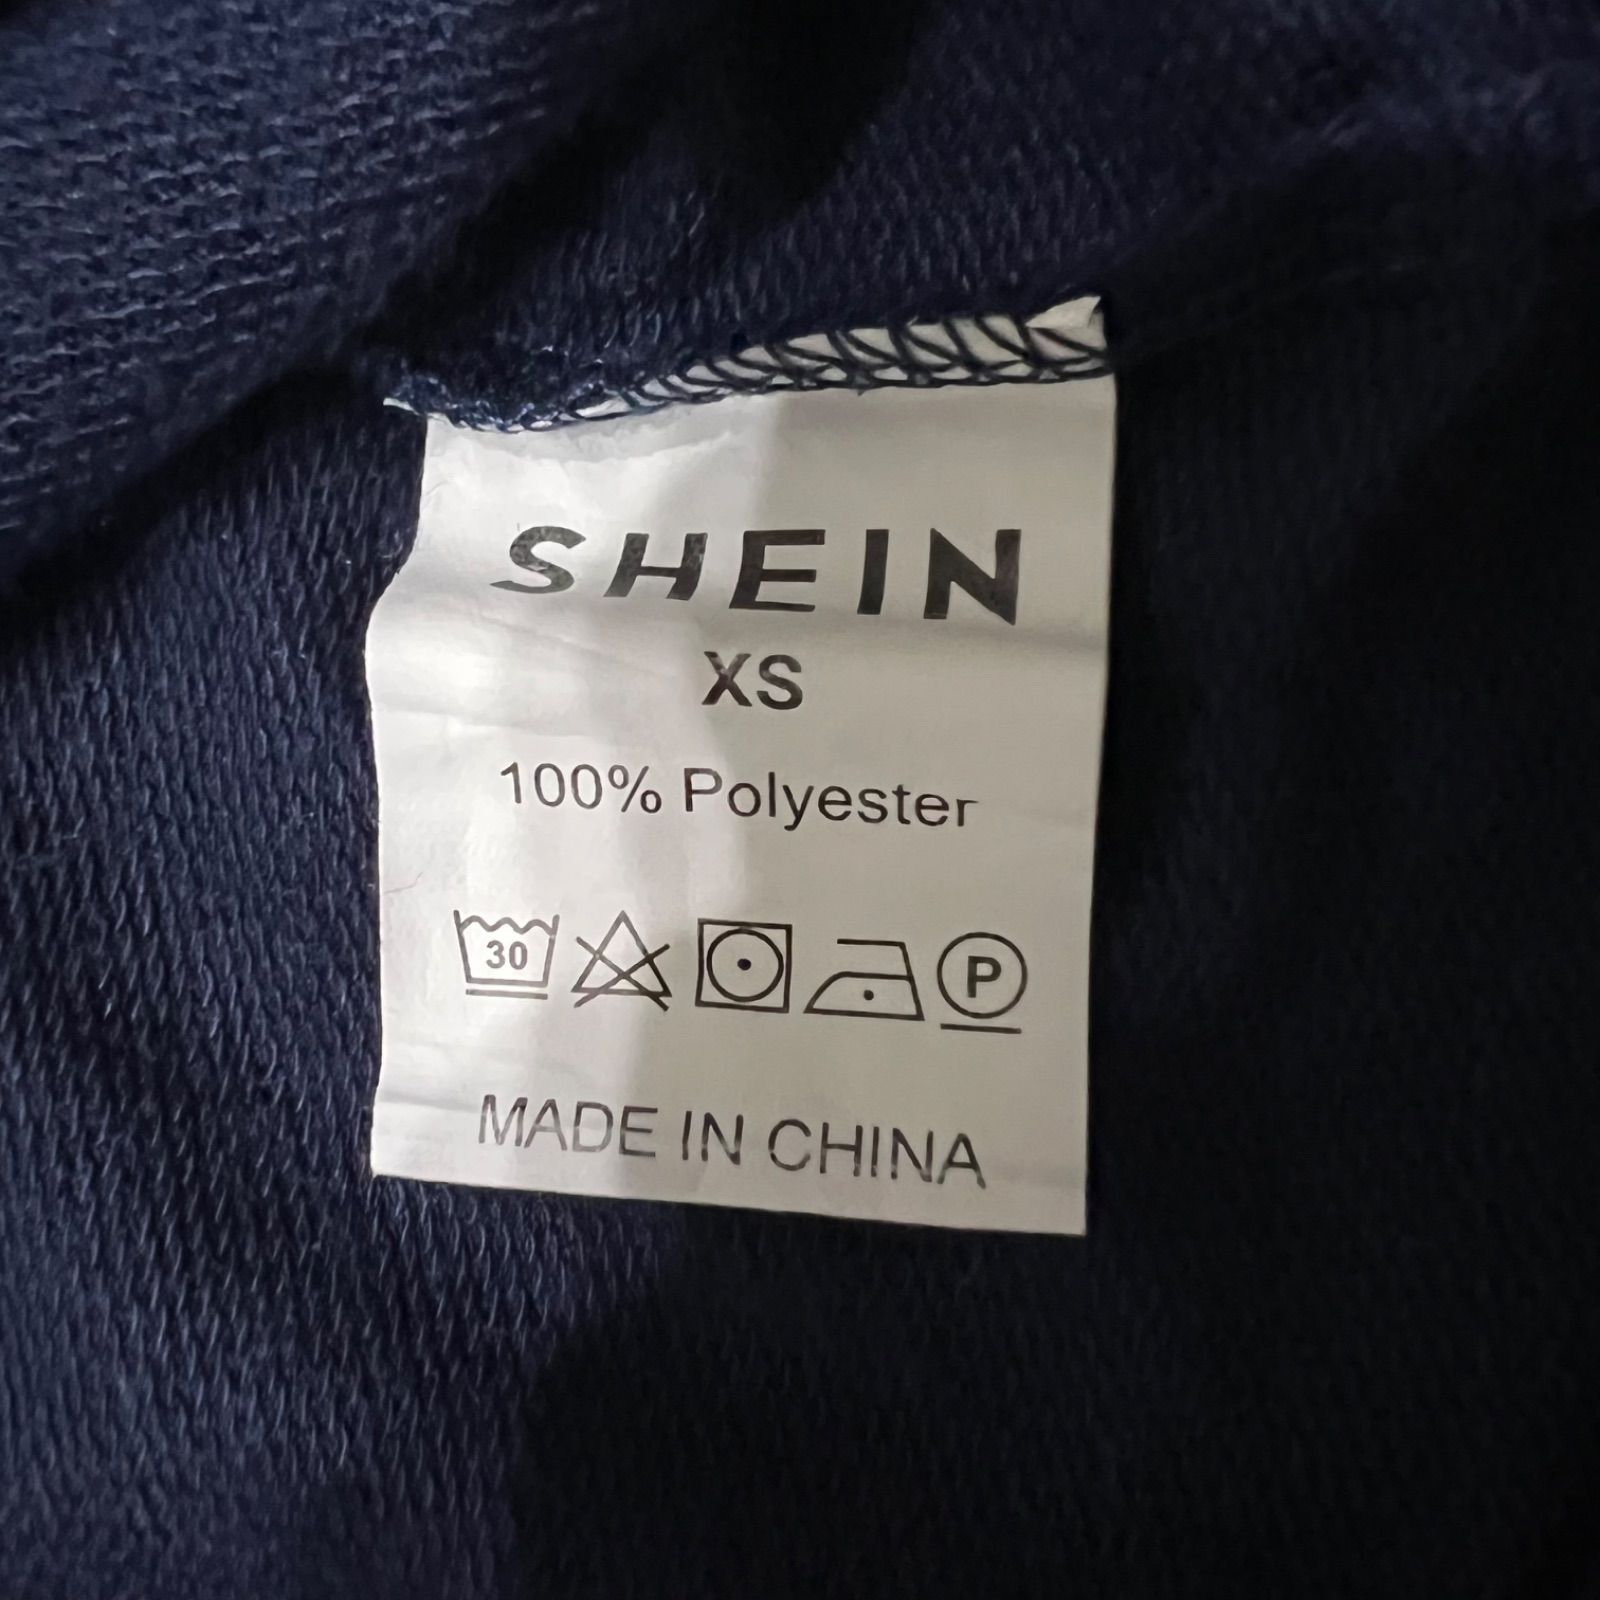 SHEIN
XS
100% Polyester
30 P
MADE IN CHINA